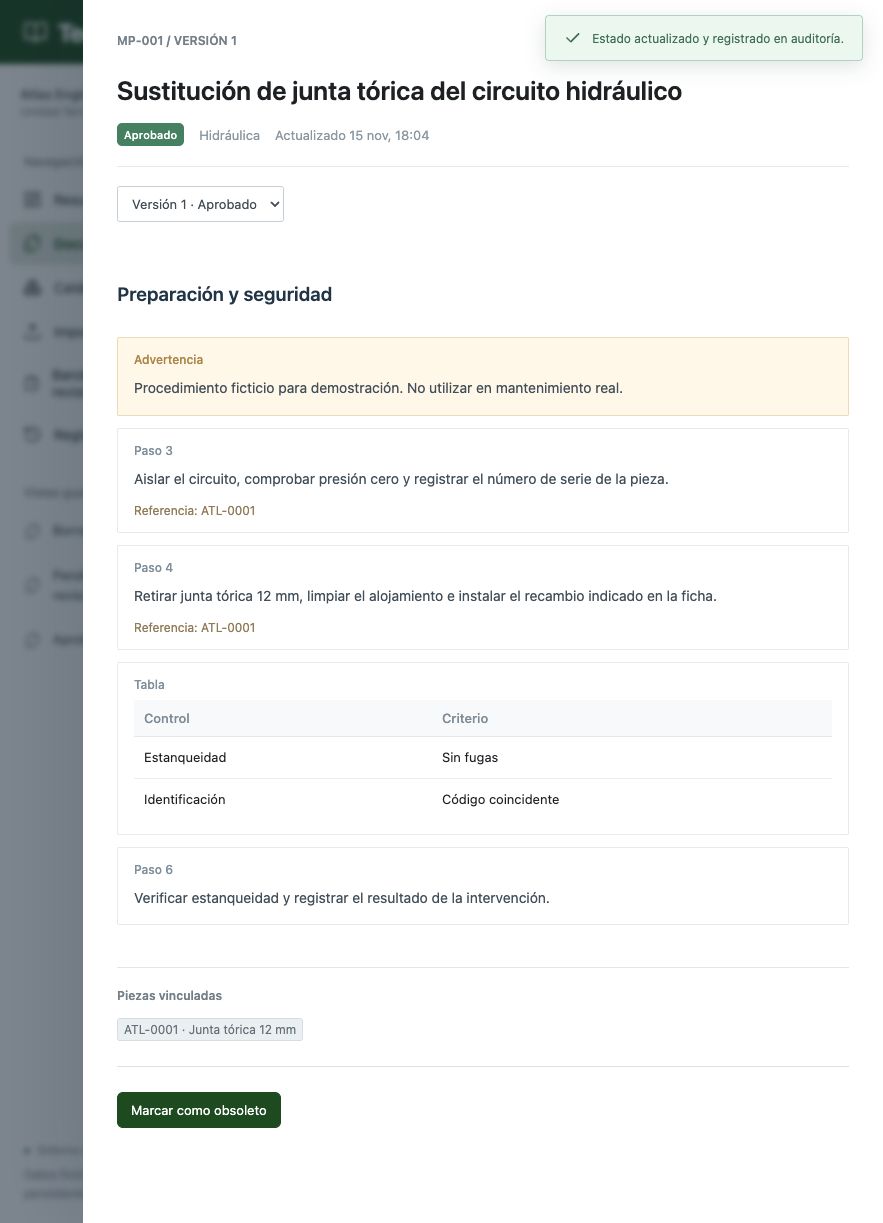 MP-001 / VERSIÓN 1
Estado actualizado y registrado en auditoría.
Sustitución de junta tórica del circuito hidráulico
Aprobado Hidráulica Actualizado 15 nov, 18:04
Versión 1 · Aprobado
Preparación y seguridad
Advertencia
Procedimiento ficticio para demostración. No utilizar en mantenimiento real.
Paso 3
Aislar el circuito, comprobar presión cero y registrar el número de serie de la pieza.
Referencia: ATL-0001
Paso 4
Retirar junta tórica 12 mm, limpiar el alojamiento e instalar el recambio indicado en la ficha.
Referencia: ATL-0001
Tabla
Control Criterio
Estanqueidad Sin fugas
Identificación Código coincidente
Paso 6
Verificar estanqueidad y registrar el resultado de la intervención.
Piezas vinculadas
ATL-0001 · Junta tórica 12 mm
Marcar como obsoleto